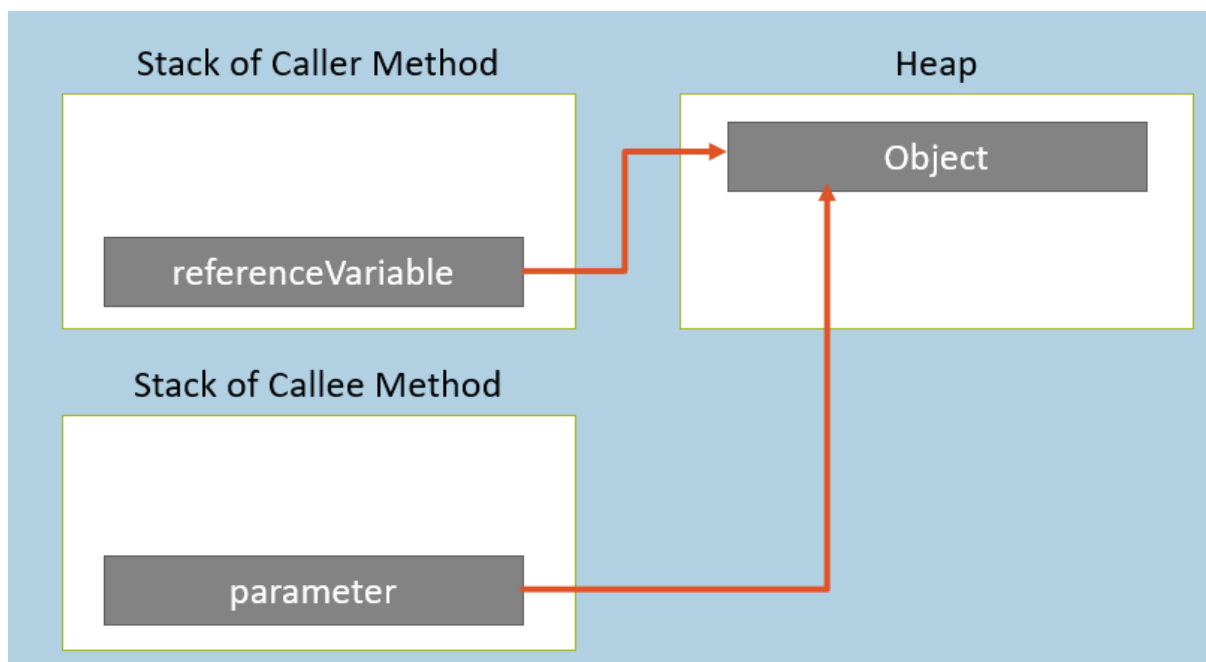 Stack of Caller Method
Heap
Object
referenceVariable
Stack of Callee Method
parameter